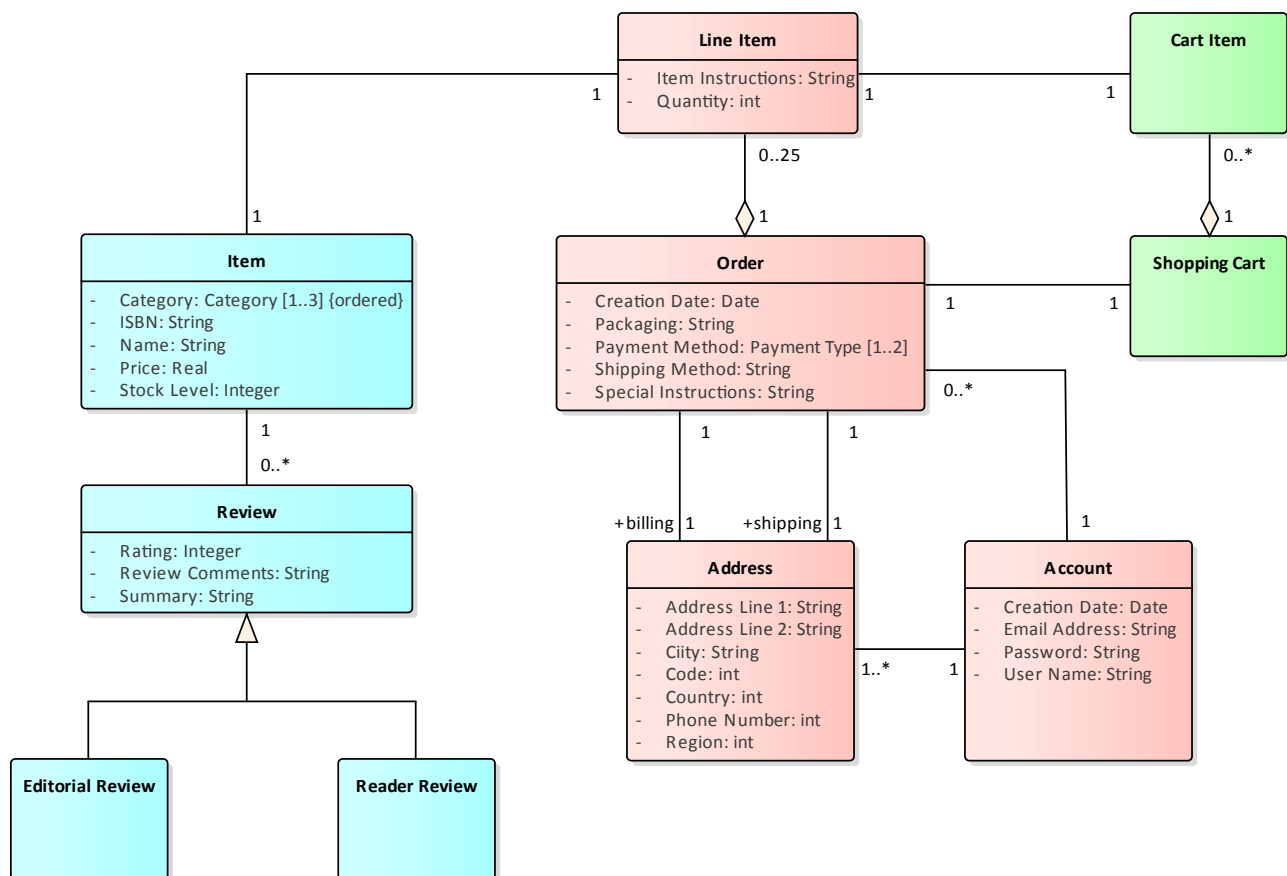 Line Item
- Item Instructions: String
- Quantity: int
Cart Item
1
1
1
0..25
0..*
1
1
1
Item
- Category: Category [1..3] {ordered}
- ISBN: String
- Name: String
- Price: Real
- Stock Level: Integer
Order
- Creation Date: Date
- Packaging: String
- Payment Method: Payment Type [1..2]
- Shipping Method: String
- Special Instructions: String
Shopping Cart
1
1
0..*
1
1
1
0..*
Review
- Rating: Integer
- Review Comments: String
- Summary: String
+billing
1
+shipping
1
1
Address
- Address Line 1: String
- Address Line 2: String
- Ciity: String
- Code: int
- Country: int
- Phone Number: int
- Region: int
1..*
1
Account
- Creation Date: Date
- Email Address: String
- Password: String
- User Name: String
Editorial Review
Reader Review